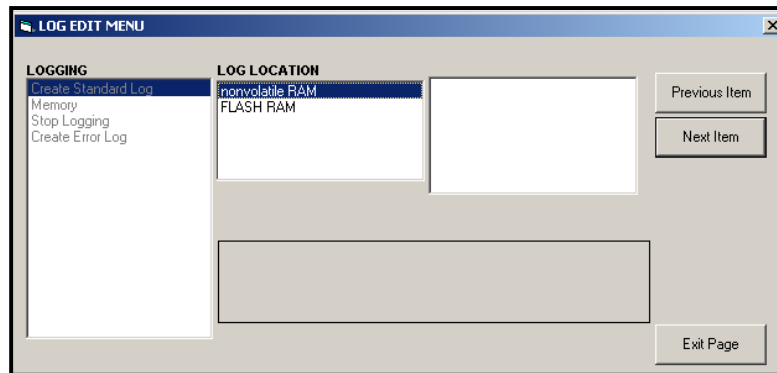 LOG EDIT MENU
LOGGING
Create Standard Log
Memory
Stop Logging
Create Error Log
LOG LOCATION
nonvolatile RAM
FLASH RAM
Previous Item
Next Item
Exit Page